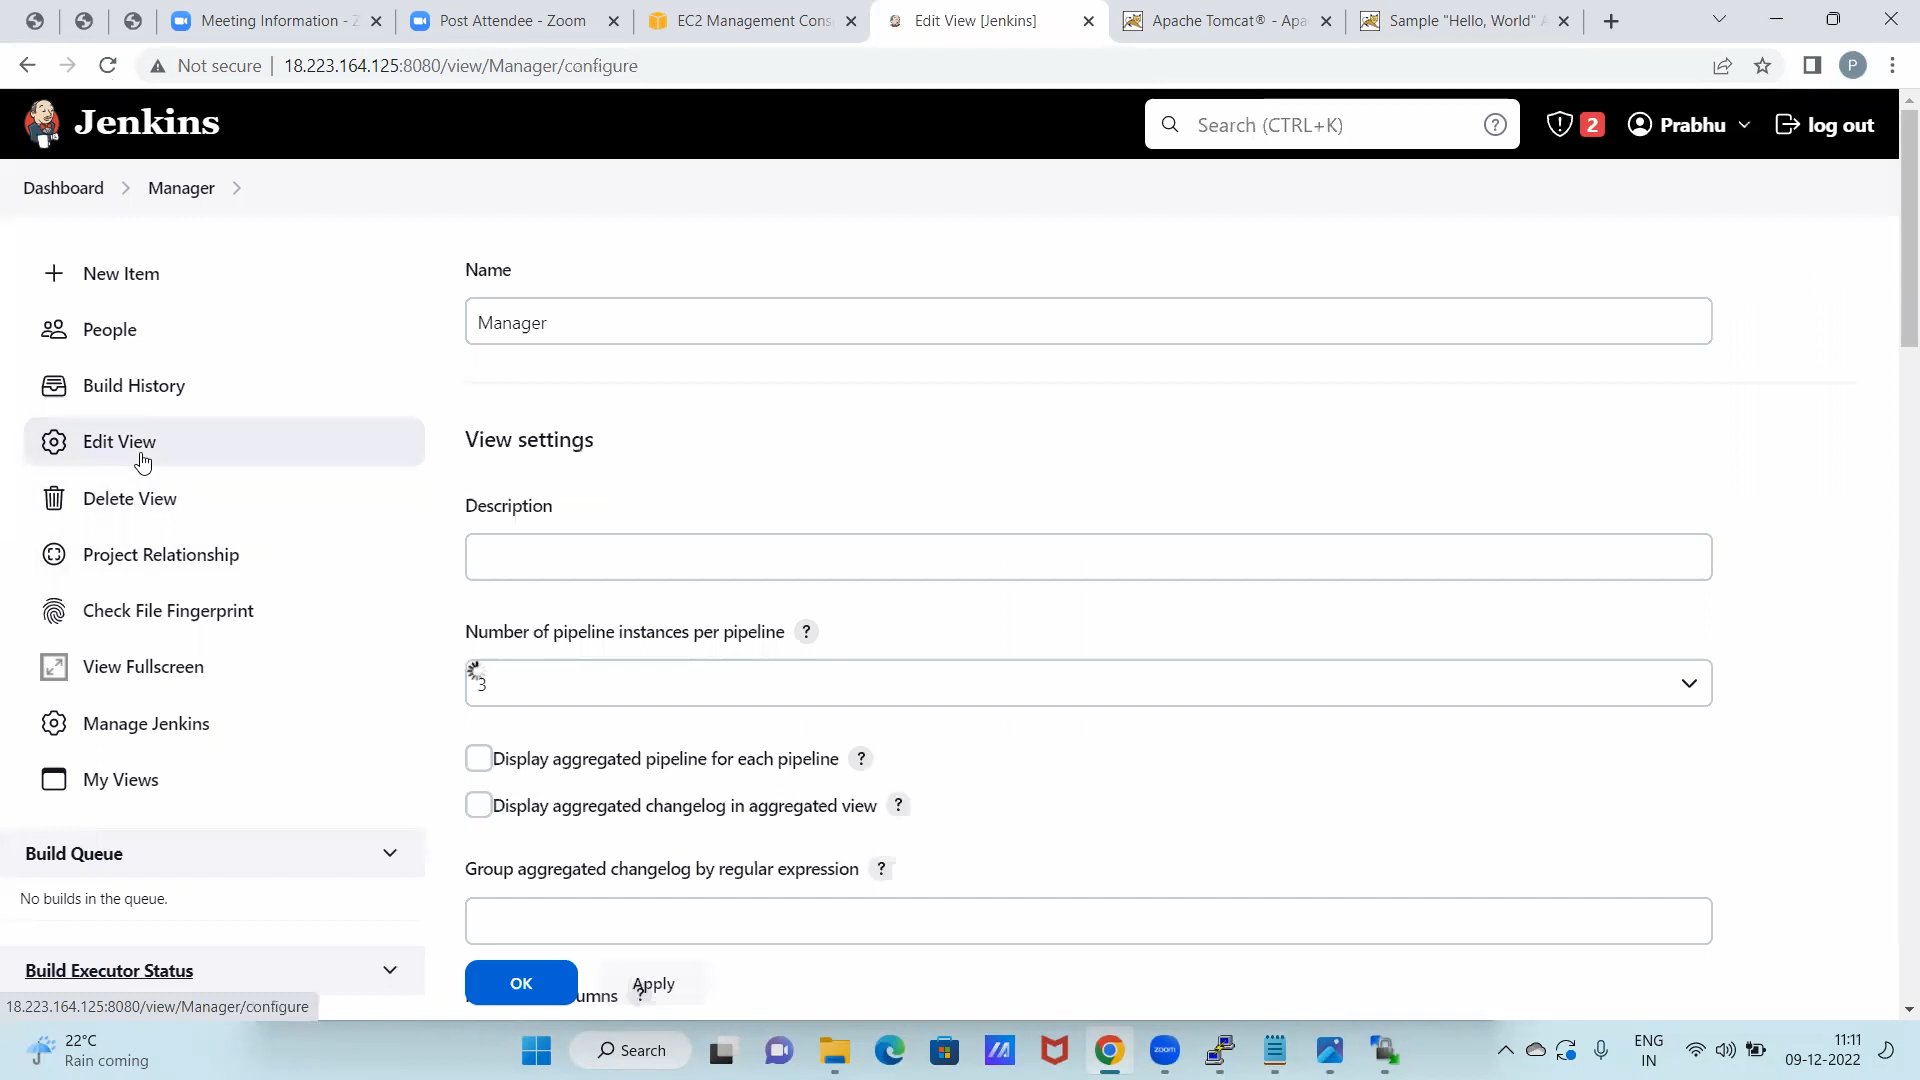 Meeting Information - Z
Post Attendee - Zoom
EC2 Management Cons
Edit View [Jenkins]
Apache Tomcat® - Apa
Sample "Hello, World" A
Not secure
18.223.164.125:8080/view/Manager/configure
P
Jenkins
Search (CTRL+K)
?
2
Prabhu
log out
Dashboard
Manager
New Item
People
Build History
Edit View
Delete View
Project Relationship
Check File Fingerprint
View Fullscreen
Manage Jenkins
My Views
Build Queue
No builds in the queue.
Build Executor Status
18.223.164.125:8080/view/Manager/configure
Name
Manager
View settings
Description
Number of pipeline instances per pipeline ?
3
Display aggregated pipeline for each pipeline ?
Display aggregated changelog in aggregated view ?
Group aggregated changelog by regular expression ?
OK
Apply
umns ?
22°C
Rain coming
Search
zoom
ENG
IN
11:11
09-12-2022